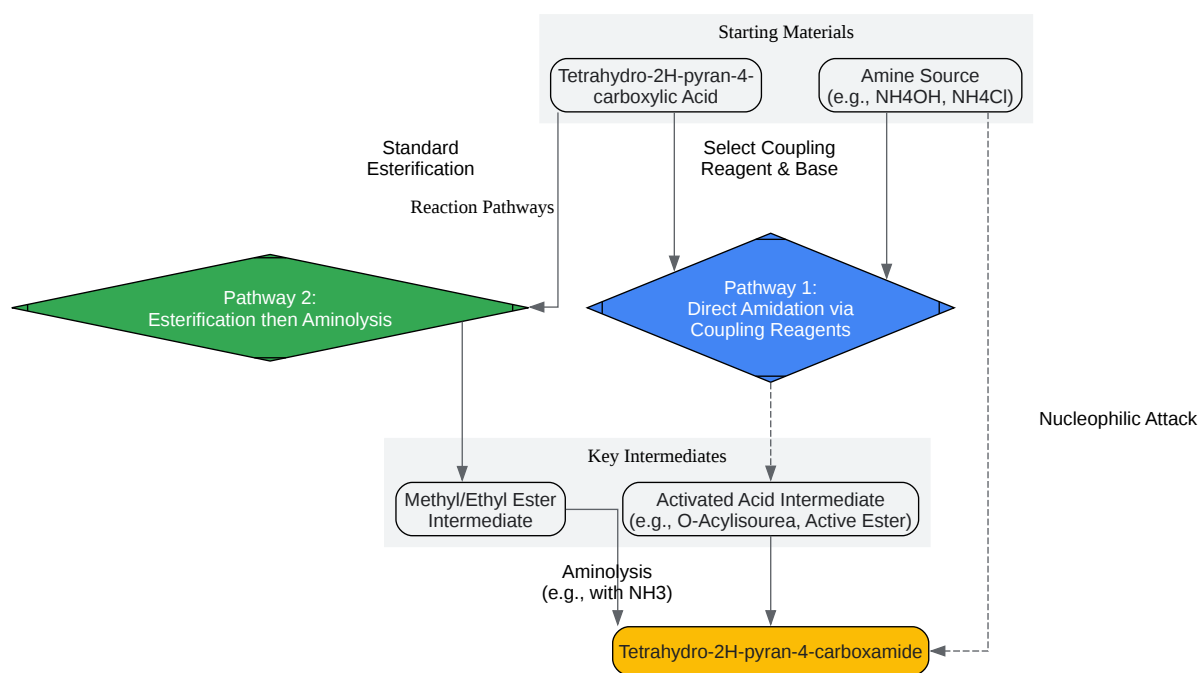 Starting Materials
Tetrahydro-2H-pyran-4-
carboxylic Acid
Amine Source
(e.g., NH4OH, NH4Cl)
Standard
Esterification
Select Coupling
Reagent & Base
Reaction Pathways
Pathway 2:
Esterification then Aminolysis
Pathway 1:
Direct Amidation via
Coupling Reagents
Nucleophilic Attack
Key Intermediates
Methyl/Ethyl Ester
Intermediate
Activated Acid Intermediate
(e.g., O-Acylisourea, Active Ester)
Aminolysis
(e.g., with NH3)
Tetrahydro-2H-pyran-4-carboxamide